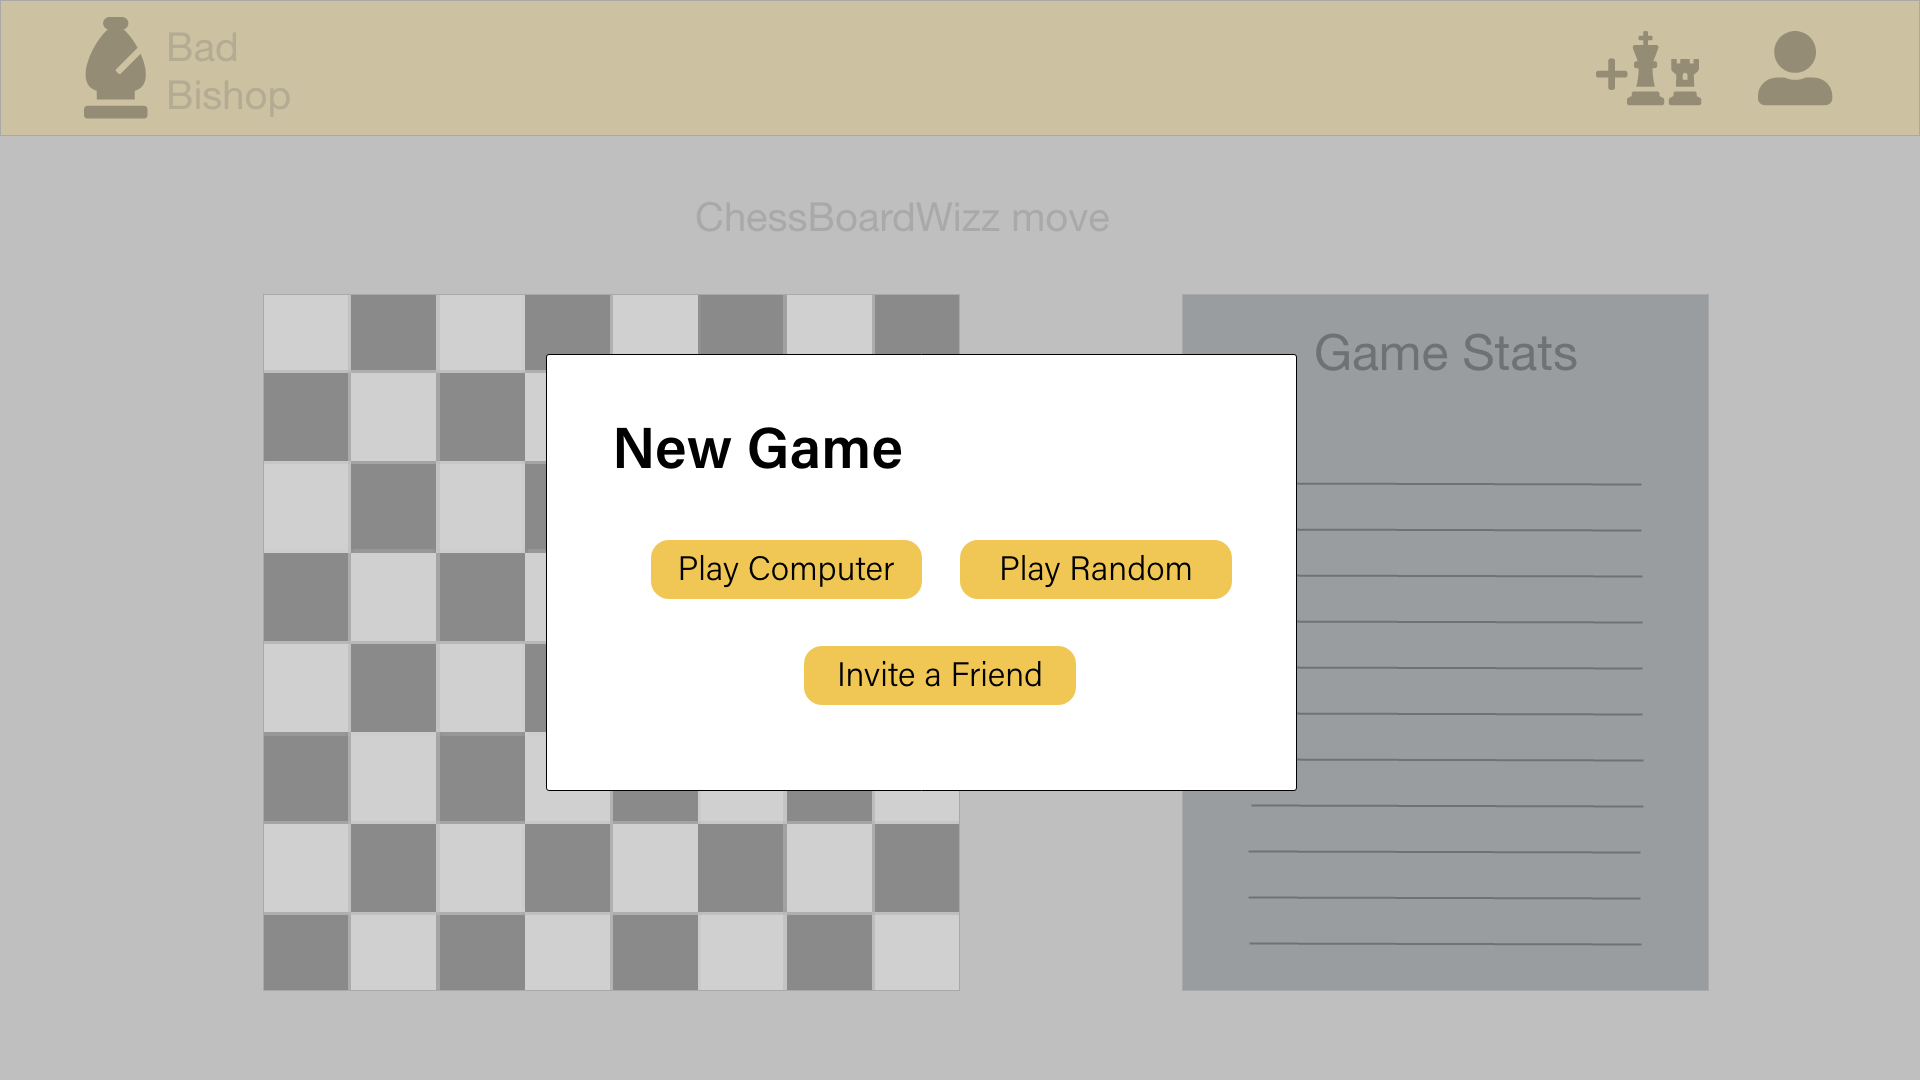 Bad
Bishop
ChessBoardWizz move
Game Stats
New Game
Play Computer
Play Random
Invite a Friend